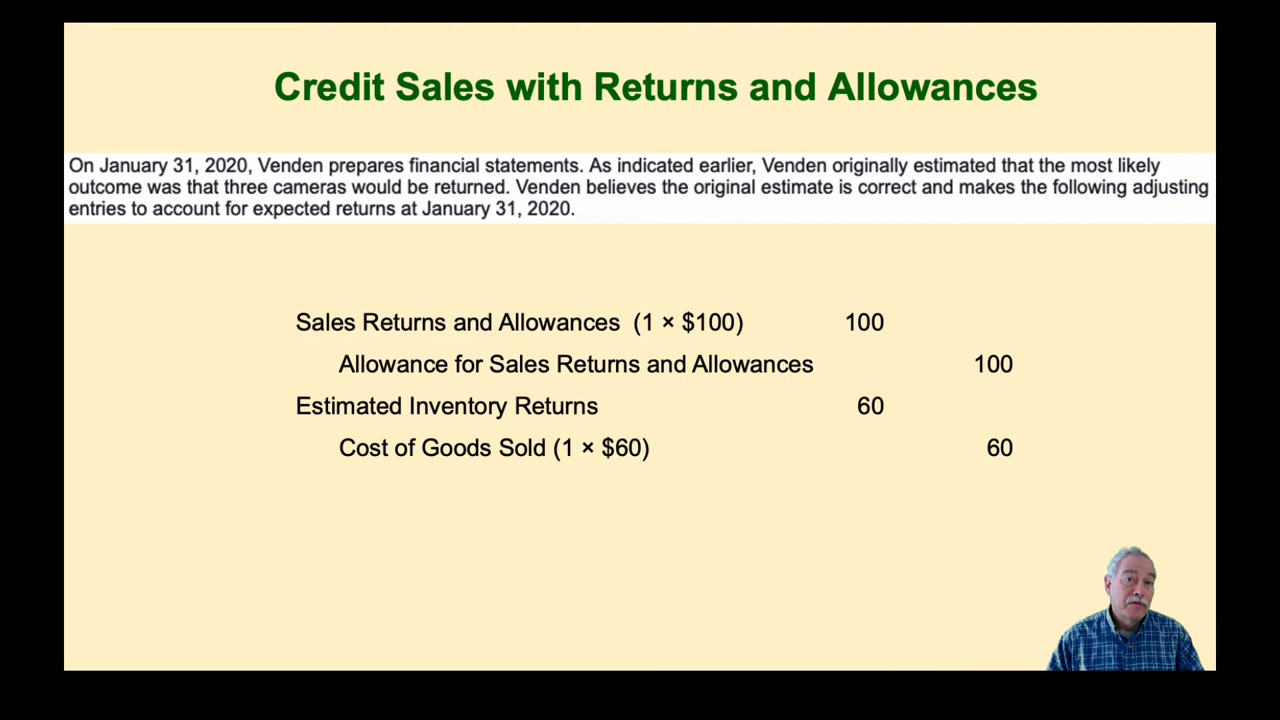 Credit Sales with Returns and Allowances
On January 31, 2020, Venden prepares financial statements. As indicated earlier, Venden originally estimated that the most likely
outcome was that three cameras would be returned. Venden believes the original estimate is correct and makes the following adjusting
entries to account for expected returns at January 31, 2020.
Sales Returns and Allowances (1 × $100) 100
Allowance for Sales Returns and Allowances 100
Estimated Inventory Returns 60
Cost of Goods Sold (1 × $60) 60